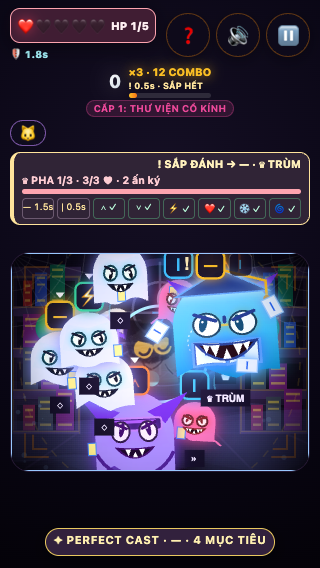 HP 1/5
1.8s
?
0
×3 · 12 COMBO
! 0.5s · SẮP HẾT
CẤP 1: THƯ VIỆN CỔ KÍNH
! SẮP ĐÁNH → — · ♛ TRÙM
♛ PHA 1/3 · 3/3 ♥ · 2 ấn ký
— 1.5s
| 0.5s
^ ✓
v ✓
⚡ ✓
❤️ ✓
❄ ✓
✓
!
♛ TRÙM
»
✦ PERFECT CAST · — · 4 MỤC TIÊU